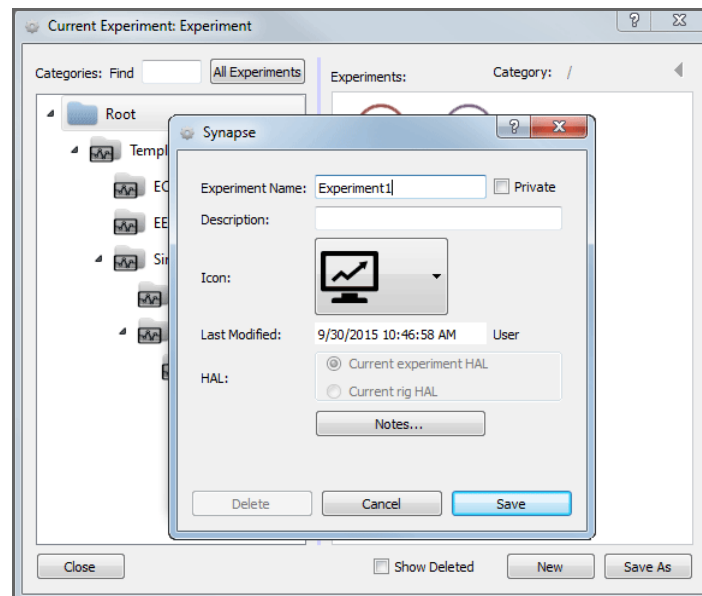 Current Experiment: Experiment
Categories: Find
All Experiments
Experiments:
Category: /
Root
Synapse
Experiment Name: Experiment1
Private
Description:
Icon:
Last Modified: 9/30/2015 10:46:58 AM User
HAL:
Current experiment HAL
Current rig HAL
Notes...
Delete
Cancel
Save
Close
Show Deleted
New
Save As